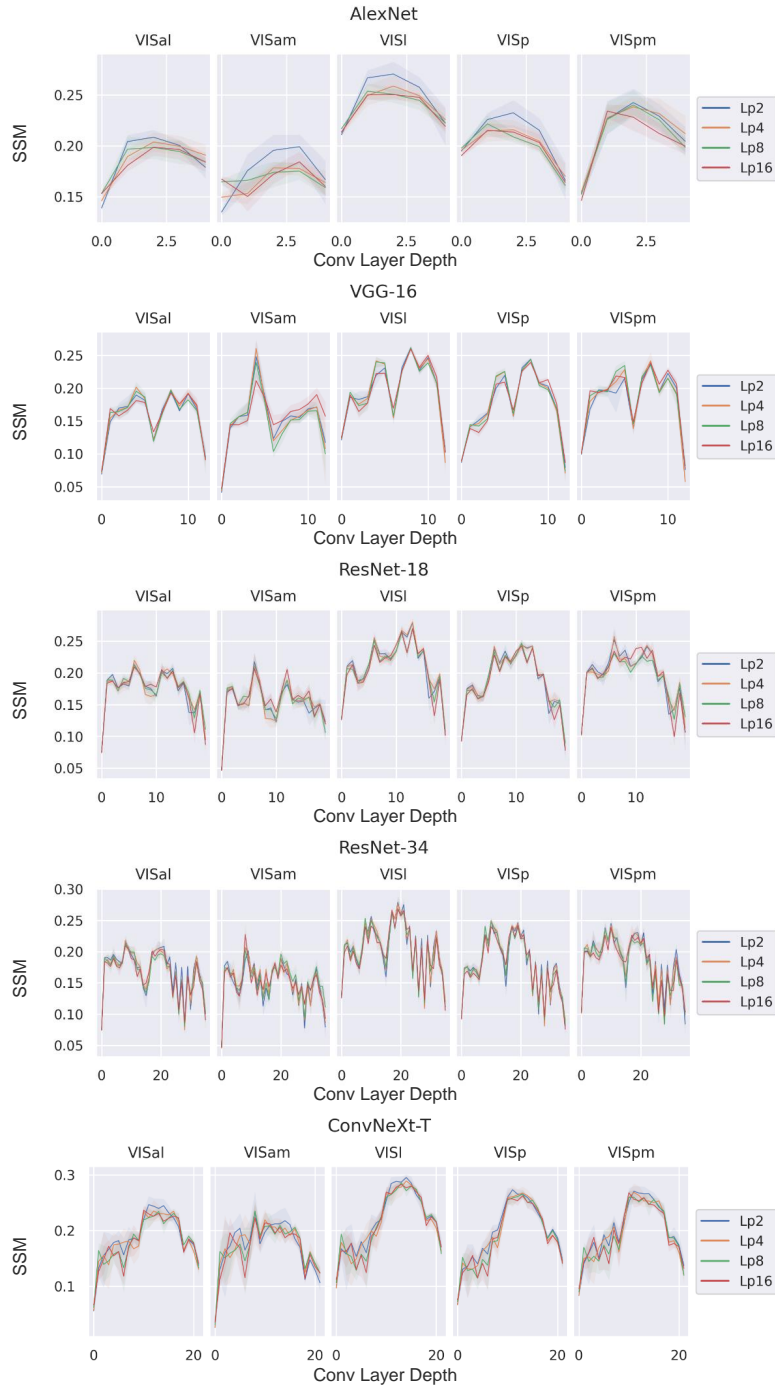 AlexNet
VISal VISam VISl VISp VISpm
SSM
0.25
0.20
0.15
0.0 2.5 0.0 2.5 0.0 2.5 0.0 2.5 0.0 2.5
Conv Layer Depth
Lp2
Lp4
Lp8
Lp16
VGG-16
VISal VISam VISl VISp VISpm
SSM
0.25
0.20
0.15
0.10
0.05
0 10 0 10 0 10 0 10 0 10
Conv Layer Depth
Lp2
Lp4
Lp8
Lp16
ResNet-18
VISal VISam VISl VISp VISpm
SSM
0.25
0.20
0.15
0.10
0.05
0 10 0 10 0 10 0 10 0 10
Conv Layer Depth
Lp2
Lp4
Lp8
Lp16
ResNet-34
VISal VISam VISl VISp VISpm
SSM
0.30
0.25
0.20
0.15
0.10
0.05
0 20 0 20 0 20 0 20 0 20
Conv Layer Depth
Lp2
Lp4
Lp8
Lp16
ConvNeXt-T
VISal VISam VISl VISp VISpm
SSM
0.3
0.2
0.1
0 20 0 20 0 20 0 20 0 20
Conv Layer Depth
Lp2
Lp4
Lp8
Lp16